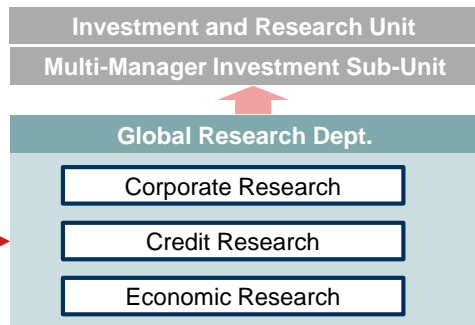 Investment and Research Unit
Multi-Manager Investment Sub-Unit
Global Research Dept.
Corporate Research
Credit Research
Economic Research